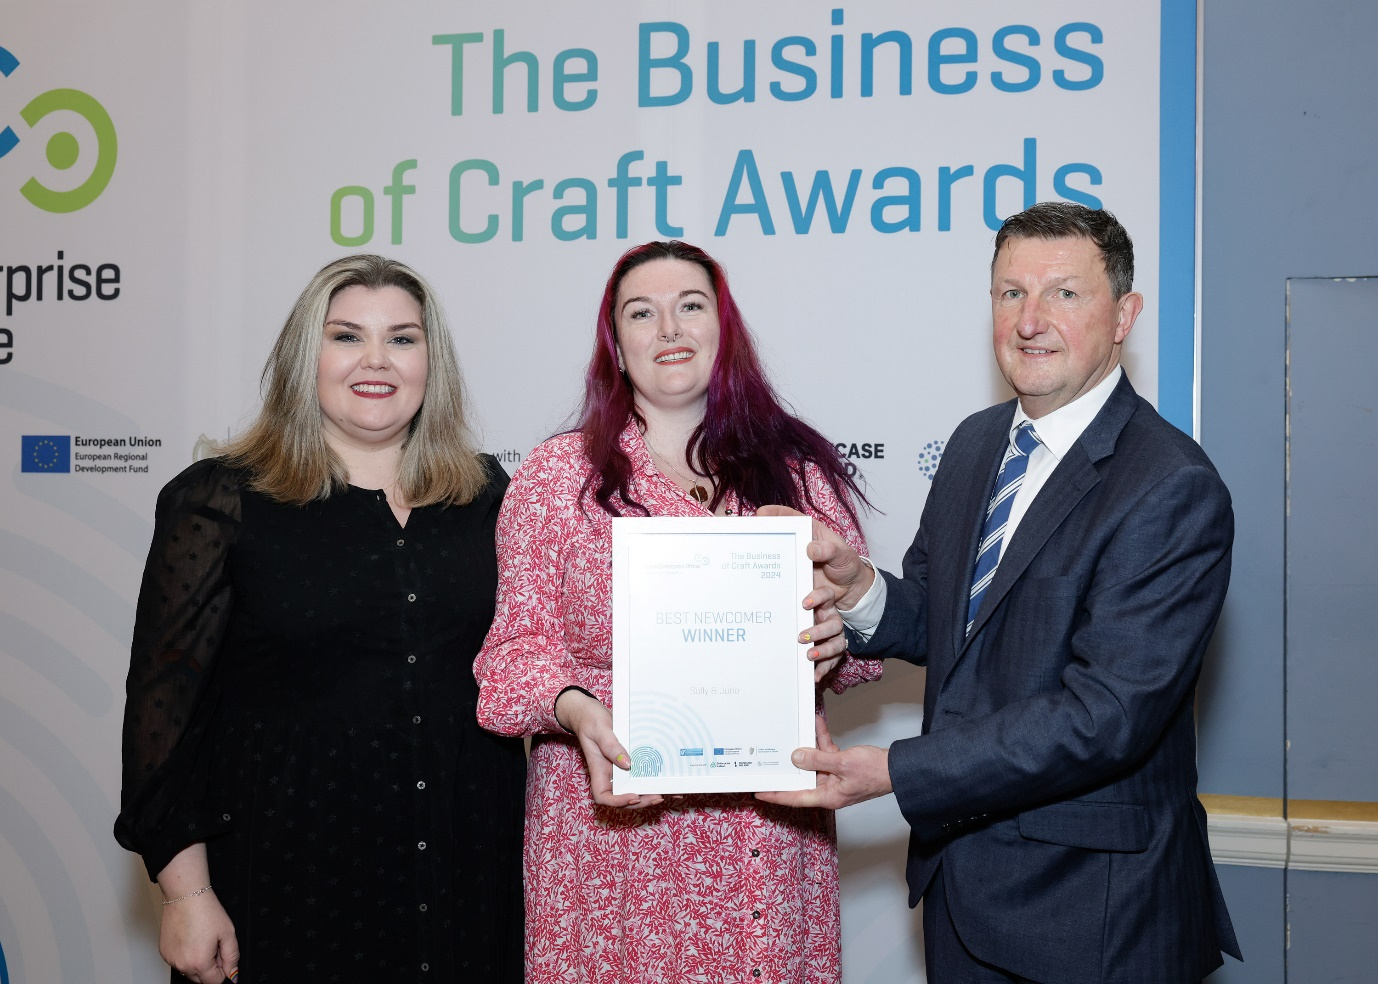 The Business
of Craft Awards
rprise
e
European Union
European Regional
Development Fund
with
CASE
D.
The Business
of Craft Awards
2024
BEST NEWCOMER
WINNER
Sully & Juno